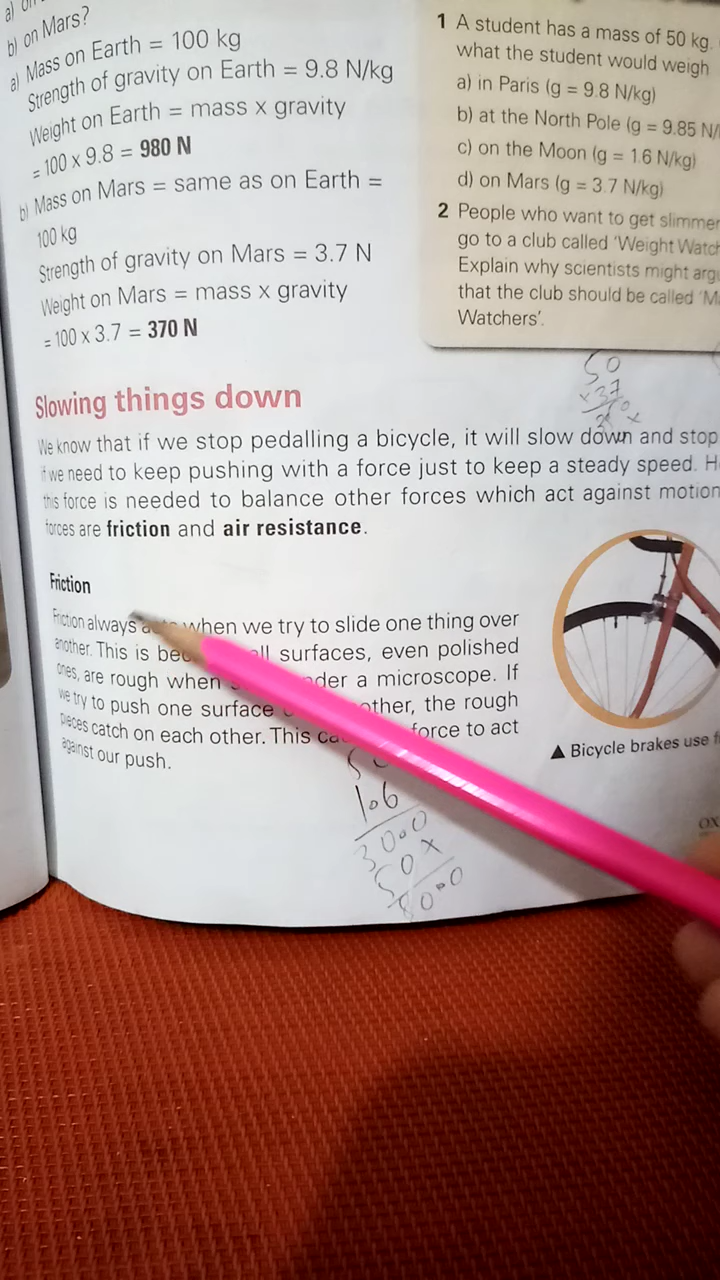 b) on Mars?
a) Mass on Earth = 100 kg
Strength of gravity on Earth = 9.8 N/kg
Weight on Earth = mass x gravity
= 100 x 9.8 = 980 N
b) Mass on Mars = same as on Earth =
100 kg
Strength of gravity on Mars = 3.7 N
Weight on Mars = mass x gravity
= 100 x 3.7 = 370 N
1 A student has a mass of 50 kg.
what the student would weigh
a) in Paris (g = 9.8 N/kg)
b) at the North Pole (g = 9.85 N/
c) on the Moon (g = 1.6 N/kg)
d) on Mars (g = 3.7 N/kg)
2 People who want to get slimmer
go to a club called 'Weight Watch
Explain why scientists might argu
that the club should be called 'M
Watchers'.
50
x 37
Slowing things down
We know that if we stop pedalling a bicycle, it will slow down and stop
if we need to keep pushing with a force just to keep a steady speed. H
this force is needed to balance other forces which act against motion
forces are friction and air resistance.
Friction
Friction always when we try to slide one thing over
another. This is all surfaces, even polished
ones, are rough when under a microscope. If
we try to push one surface other, the rough
pieces catch on each other. This force to act
against our push.
▲ Bicycle brakes use f
OX
1.6
300
50x